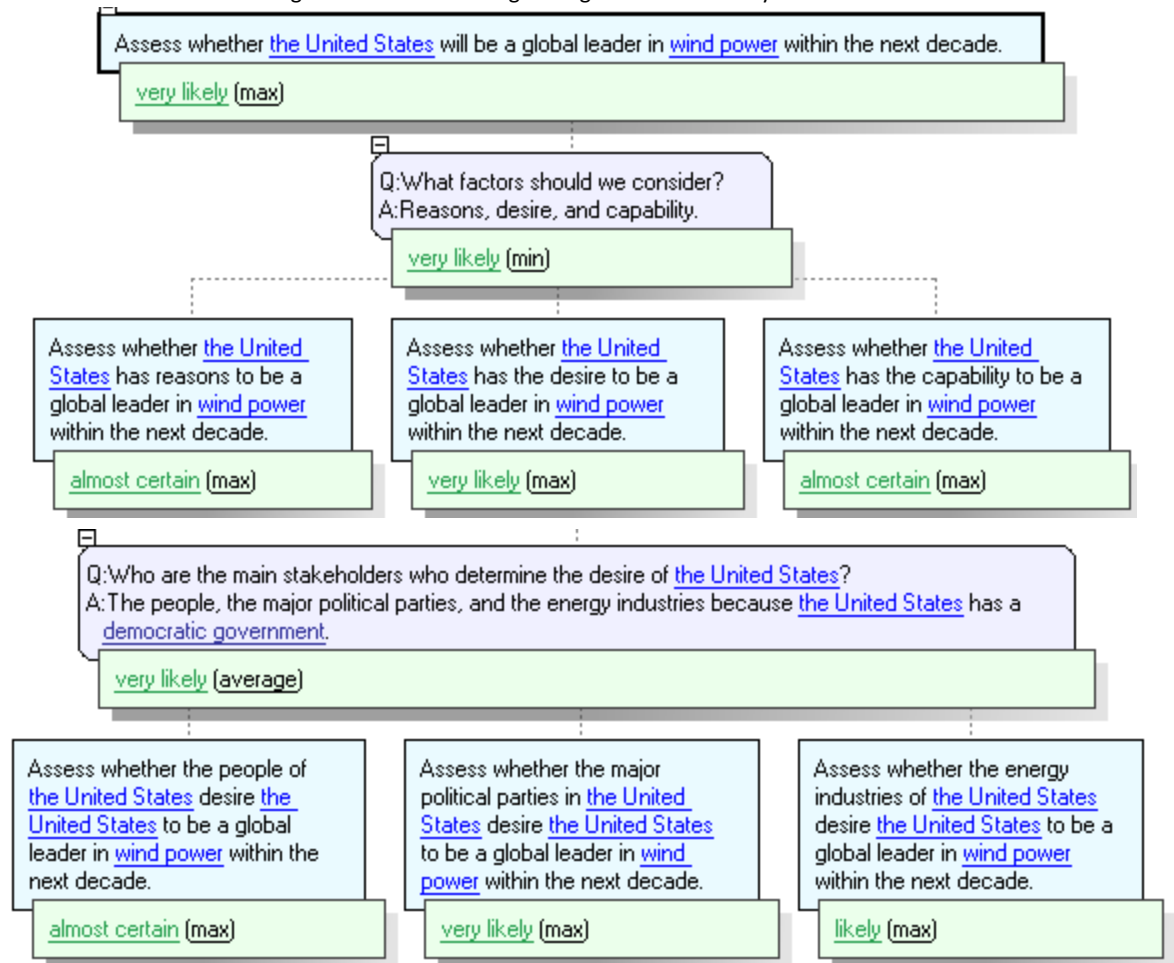 Assess whether the United States will be a global leader in wind power within the next decade.
very likely (max)
Q:What factors should we consider?
A:Reasons, desire, and capability.
very likely (min)
Assess whether the United
States has reasons to be a
global leader in wind power
within the next decade.
almost certain (max)
Assess whether the United
States has the desire to be a
global leader in wind power
within the next decade.
very likely (max)
Assess whether the United
States has the capability to be a
global leader in wind power
within the next decade.
almost certain (max)
Q:Who are the main stakeholders who determine the desire of the United States?
A:The people, the major political parties, and the energy industries because the United States has a
democratic government.
very likely (average)
Assess whether the people of
the United States desire the
United States to be a global
leader in wind power within the
next decade.
almost certain (max)
Assess whether the major
political parties in the United
States desire the United States
to be a global leader in wind
power within the next decade.
very likely (max)
Assess whether the energy
industries of the United States
desire the United States to be a
global leader in wind power
within the next decade.
likely (max)